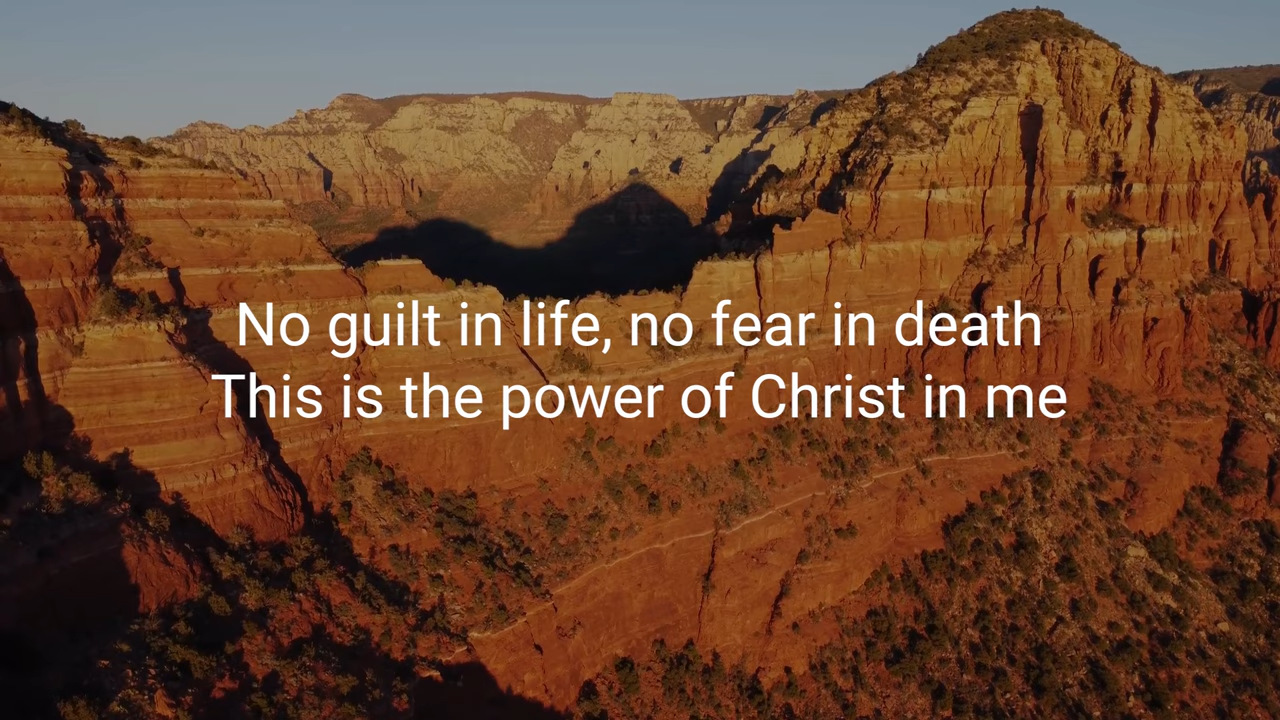 No guilt in life, no fear in death
This is the power of Christ in me